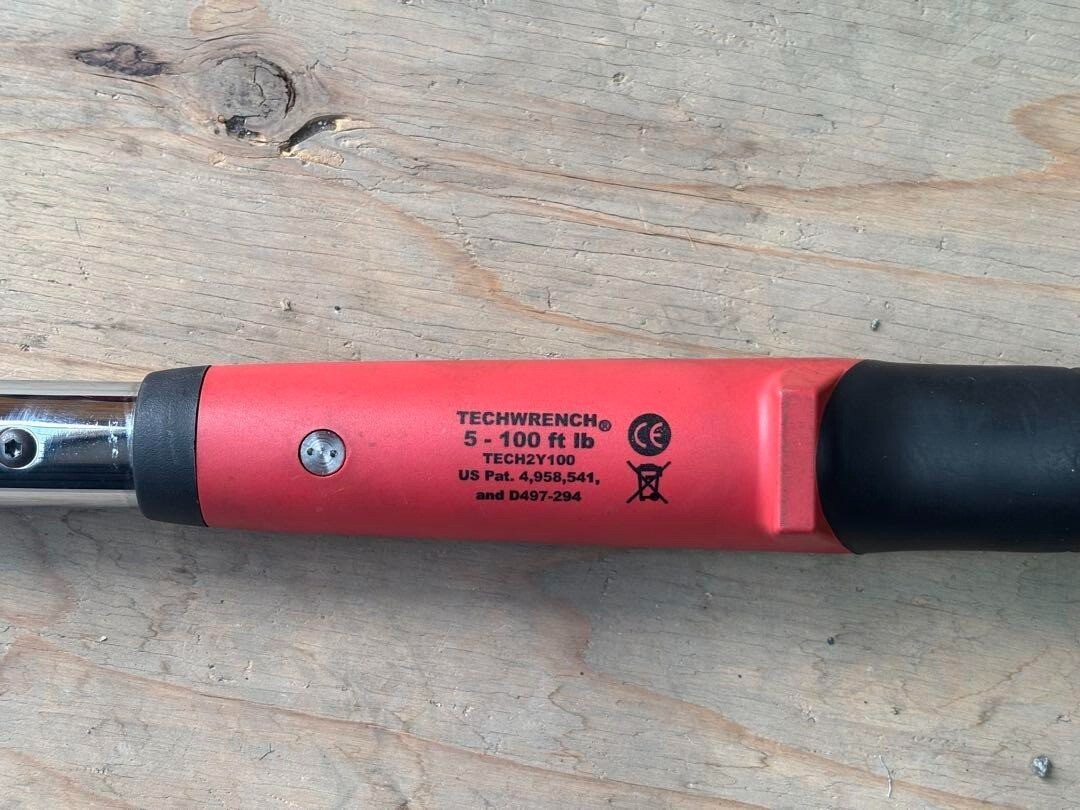 TECHWRENCH®
5 - 100 ft lb
TECH2Y100
US Pat. 4,958,541,
and D497-294
CE